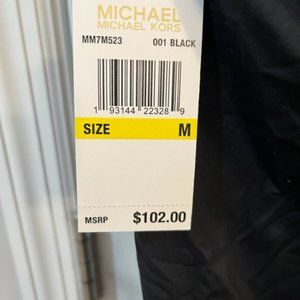 MICHAEL
MICHAEL KORS
MM7M523 001 BLACK
1 93144 22328 9
SIZE M
MSRP $102.00